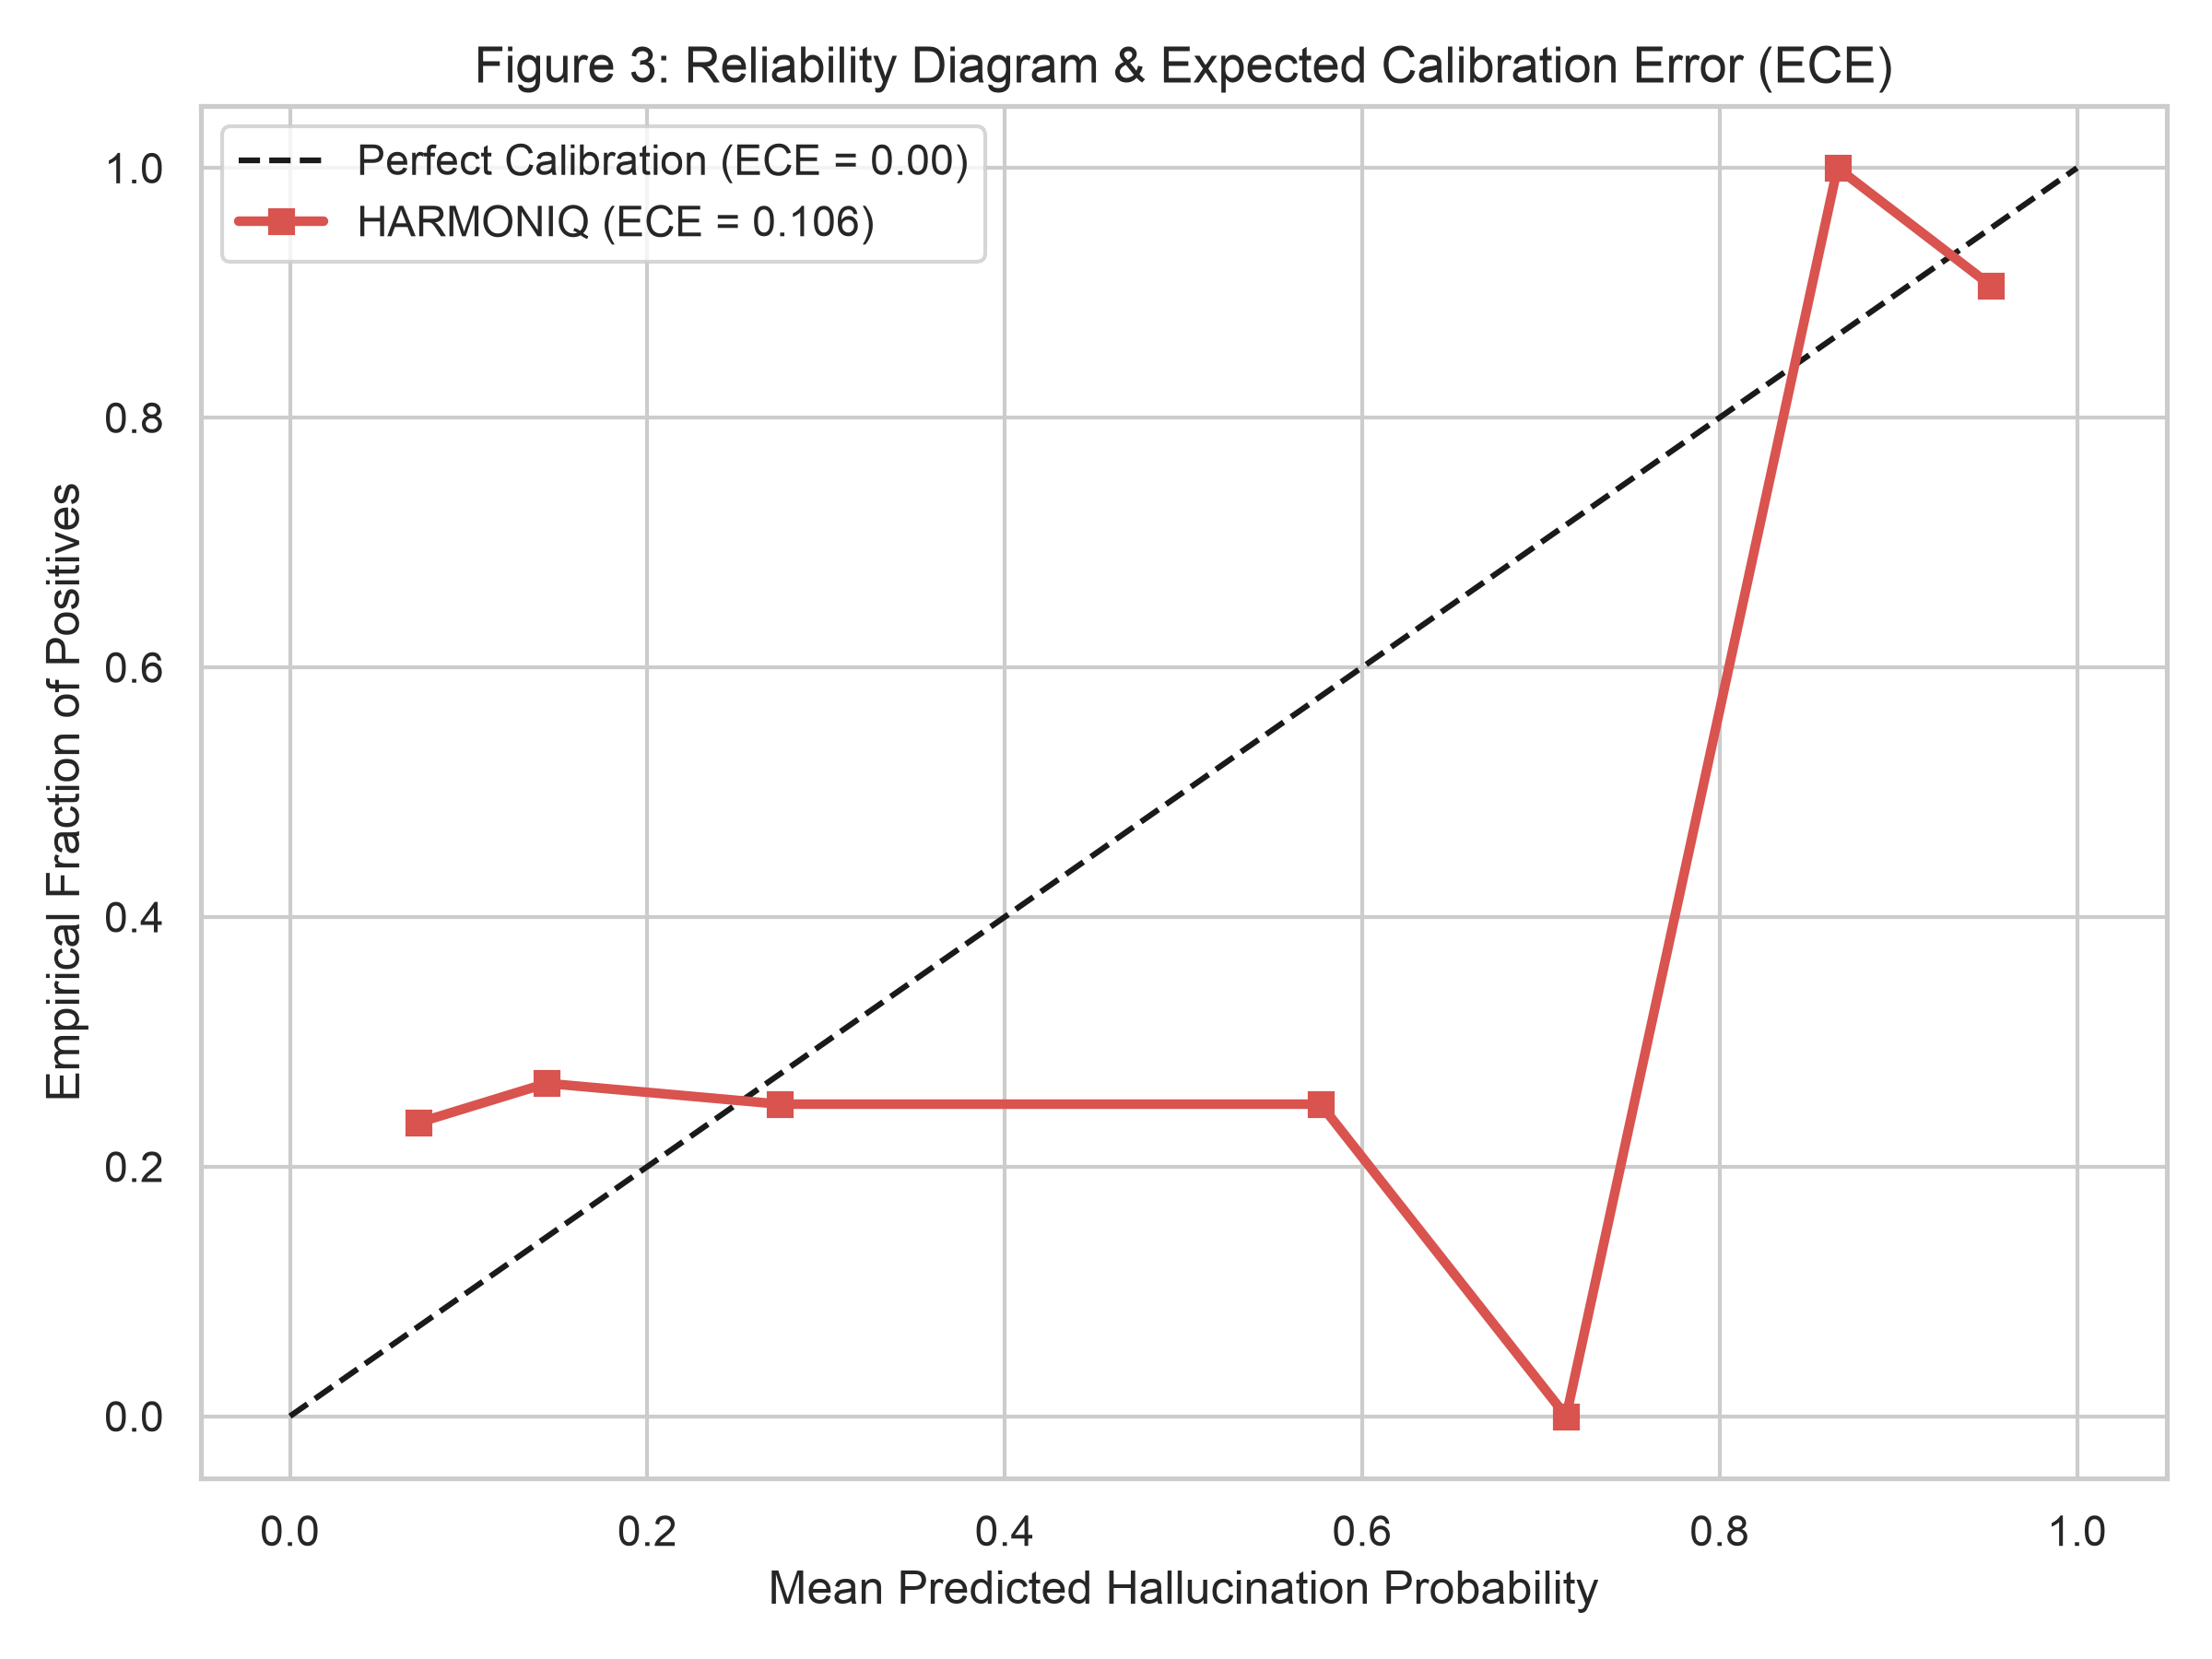 Figure 3: Reliability Diagram & Expected Calibration Error (ECE)
Perfect Calibration (ECE = 0.00)
HARMONIQ (ECE = 0.106)
1.0
0.8
0.6
0.4
0.2
0.0
Empirical Fraction of Positives
0.0 0.2 0.4 0.6 0.8 1.0
Mean Predicted Hallucination Probability